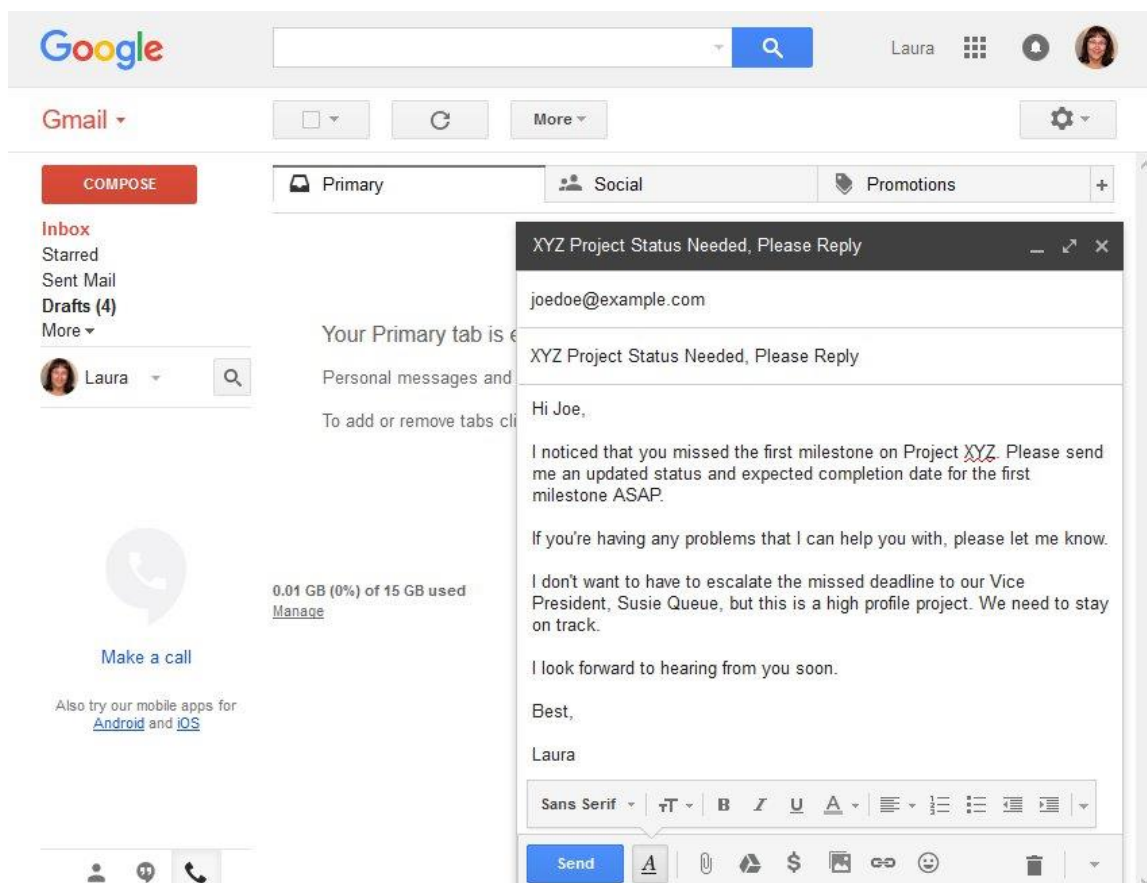 Google
Laura
Gmail
More
COMPOSE
Primary
Social
Promotions
+
Inbox
Starred
Sent Mail
Drafts (4)
More
Laura
Your Primary tab is e
Personal messages and
To add or remove tabs cli
0.01 GB (0%) of 15 GB used
Manage
Make a call
Also try our mobile apps for
Android and iOS
XYZ Project Status Needed, Please Reply
joedoe@example.com
XYZ Project Status Needed, Please Reply
Hi Joe,
I noticed that you missed the first milestone on Project XYZ. Please send
me an updated status and expected completion date for the first
milestone ASAP.
If you're having any problems that I can help you with, please let me know.
I don't want to have to escalate the missed deadline to our Vice
President, Susie Queue, but this is a high profile project. We need to stay
on track.
I look forward to hearing from you soon.
Best,
Laura
Sans Serif
Send